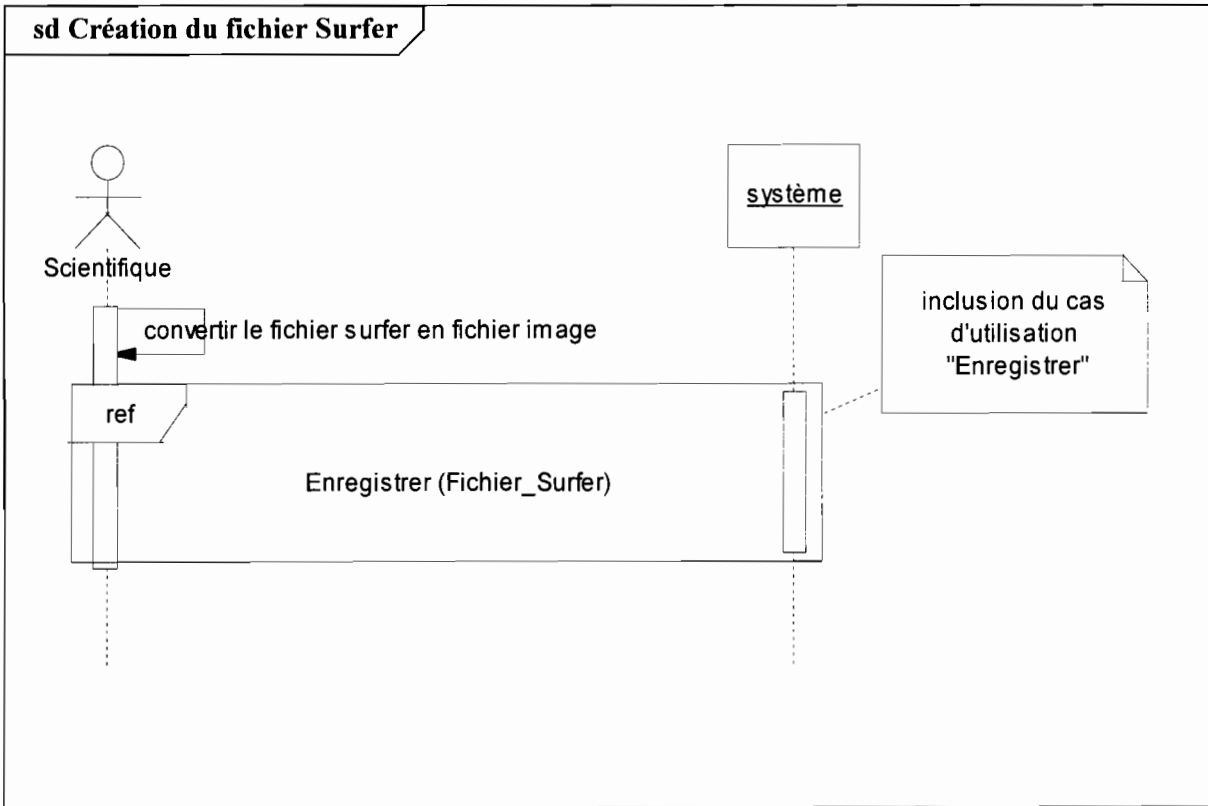 sd Création du fichier Surfer
système
Scientifique
inclusion du cas
d'utilisation
"Enregistrer"
convertir le fichier surfer en fichier image
ref
Enregistrer (Fichier_Surfer)